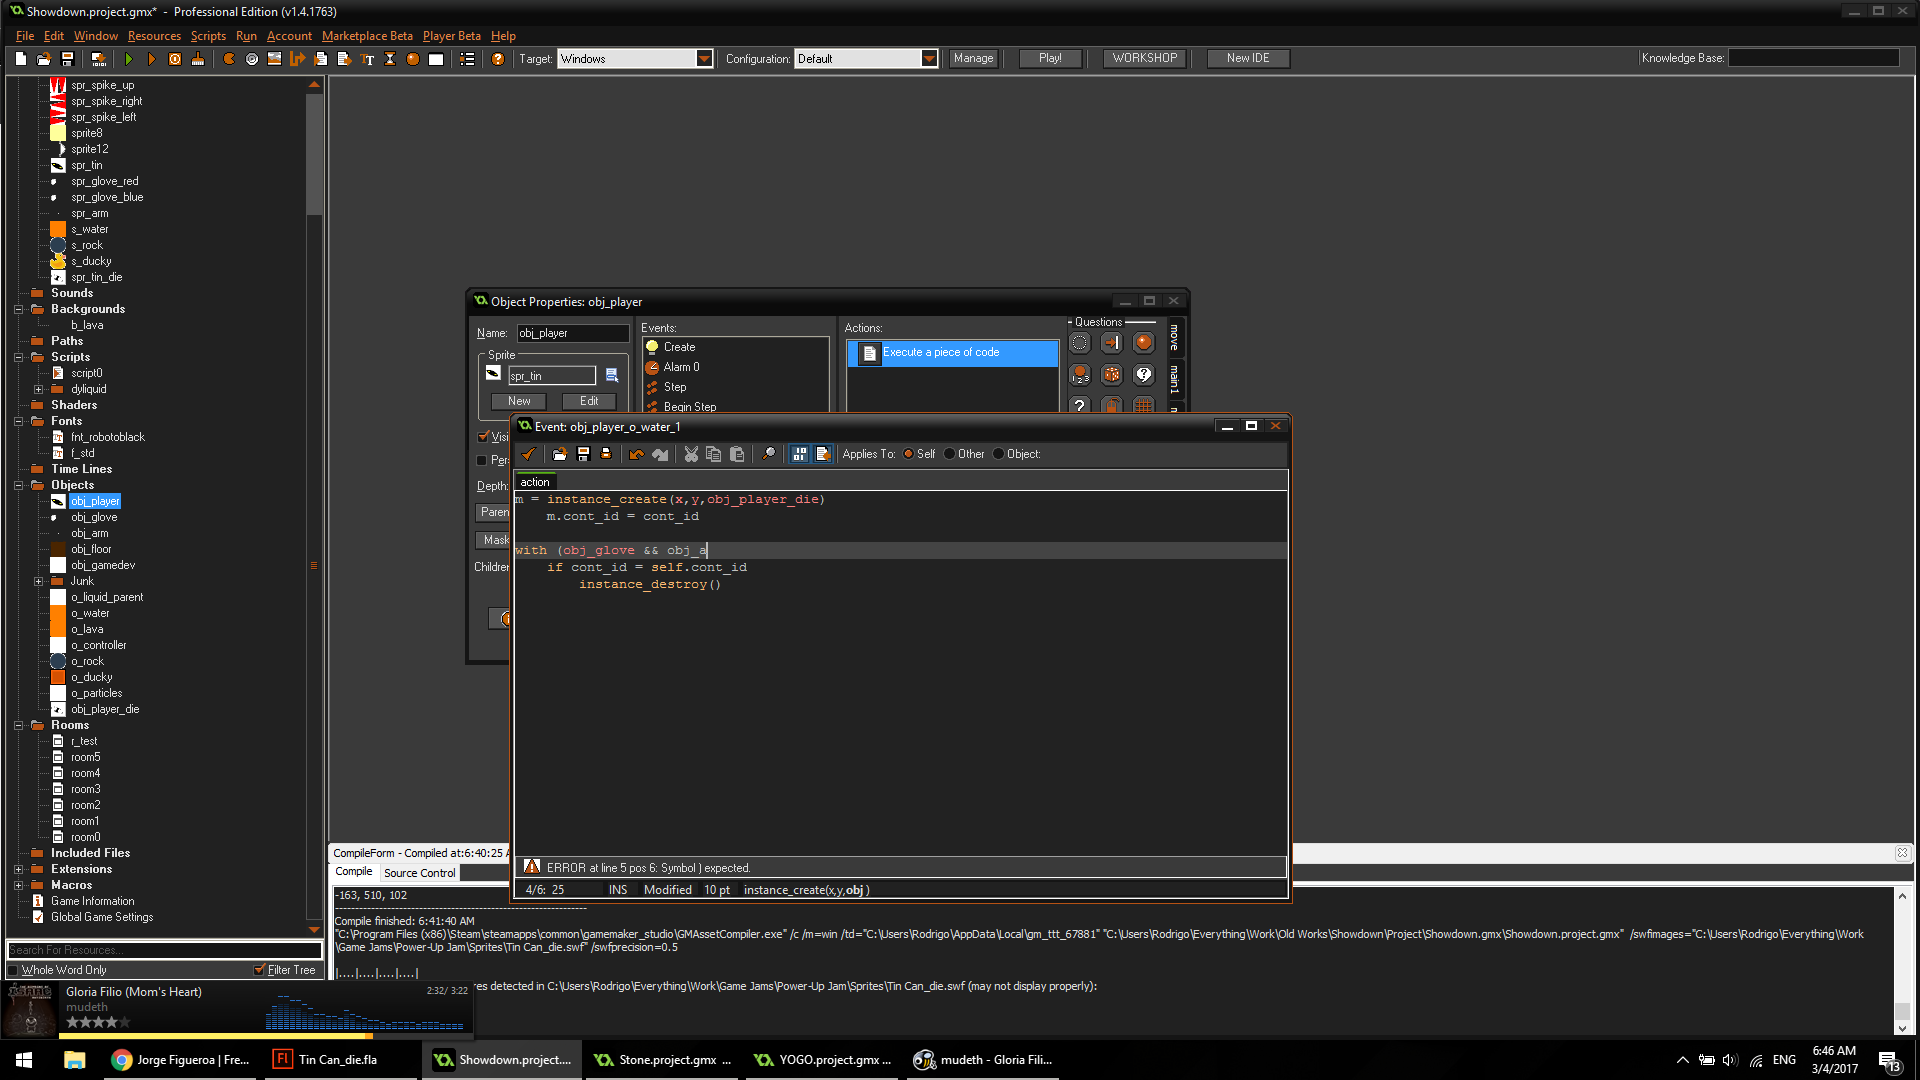 Showdown.project.gmx* - Professional Edition (v1.4.1763)
File Edit Window Resources Scripts Run Account Marketplace Beta Player Beta Help
Target: Windows Configuration: Default Manage Play! WORKSHOP New IDE Knowledge Base:
spr_spike_up
spr_spike_right
spr_spike_left
sprite8
sprite12
spr_tin
spr_glove_red
spr_glove_blue
spr_arm
s_water
s_rock
s_ducky
spr_tin_die
Sounds
Backgrounds
b_lava
Paths
Scripts
script0
dyliquid
Shaders
Fonts
fnt_robotoblack
f_std
Time Lines
Objects
obj_player
obj_glove
obj_arm
obj_floor
obj_gamedev
Junk
o_liquid_parent
o_water
o_lava
o_controller
o_rock
o_ducky
o_particles
obj_player_die
Rooms
r_test
room5
room4
room3
room2
room1
room0
Included Files
Extensions
Macros
Game Information
Global Game Settings
Search For Resources...
Whole Word Only Filter Tree
Object Properties: obj_player
Name: obj_player
Sprite
spr_tin
New Edit
Visi
Per
Depth:
Paren
Mask
Children
Events:
Create
Alarm 0
Step
Begin Step
Actions:
Execute a piece of code
Questions
move
main1
Event: obj_player_o_water_1
Applies To: Self Other Object:
action
m = instance_create(x,y,obj_player_die)
m.cont_id = cont_id
with (obj_glove && obj_a
if cont_id = self.cont_id
instance_destroy()
ERROR at line 5 pos 6: Symbol ) expected.
4/6: 25 INS Modified 10 pt instance_create(x,y,obj )
CompileForm - Compiled at:6:40:25 A
Compile Source Control
-163, 510, 102
Compile finished: 6:41:40 AM
"C:\Program Files (x86)\Steam\steamapps\common\gamemaker_studio\GMAssetCompiler.exe" /c /m=win /td="C:\Users\Rodrigo\AppData\Local\gm_ttt_67881" "C:\Users\Rodrigo\Everything\Work\Old Works\Showdown\Project\Showdown.gmx\Showdown.project.gmx" /swfimages="C:\Users\Rodrigo\Everything\Work
\Game Jams\Power-Up Jam\Sprites\Tin Can_die.swf" /swfprecision=0.5
|....|....|....|....|
res detected in C:\Users\Rodrigo\Everything\Work\Game Jams\Power-Up Jam\Sprites\Tin Can_die.swf (may not display properly):
Gloria Filio (Mom's Heart)
2:32/ 3:22
mudeth
Jorge Figueroa | Fre...
Tin Can_die.fla
Showdown.project....
Stone.project.gmx ...
YOGO.project.gmx ...
mudeth - Gloria Fili...
ENG
6:46 AM
3/4/2017
13